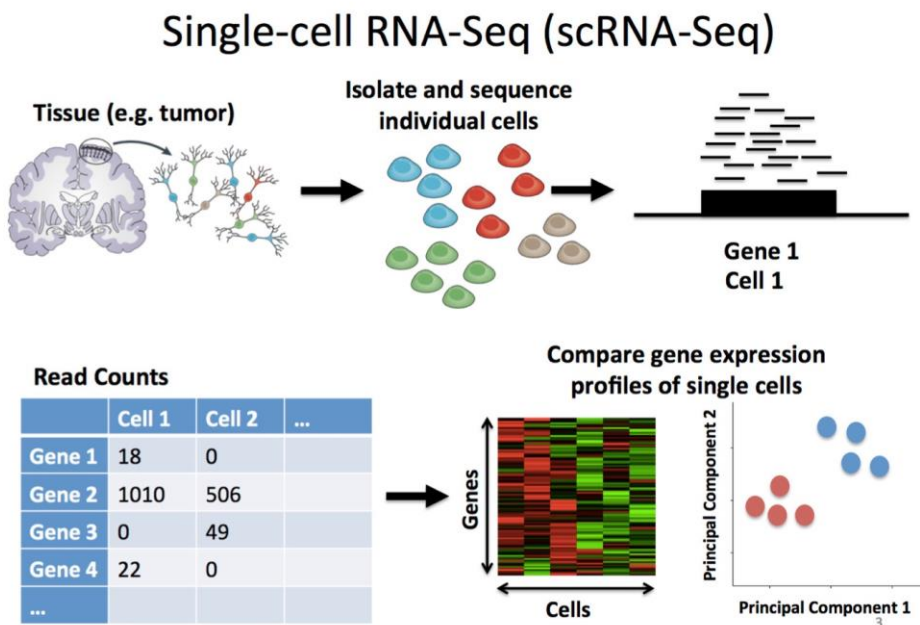 Single-cell RNA-Seq (scRNA-Seq)
Tissue (e.g. tumor)
Isolate and sequence
individual cells
Gene 1
Cell 1
Read Counts
Cell 1 Cell 2 ...
Gene 1 18 0
Gene 2 1010 506
Gene 3 0 49
Gene 4 22 0
...
Compare gene expression
profiles of single cells
Genes
Cells
Principal Component 2
Principal Component 1
3